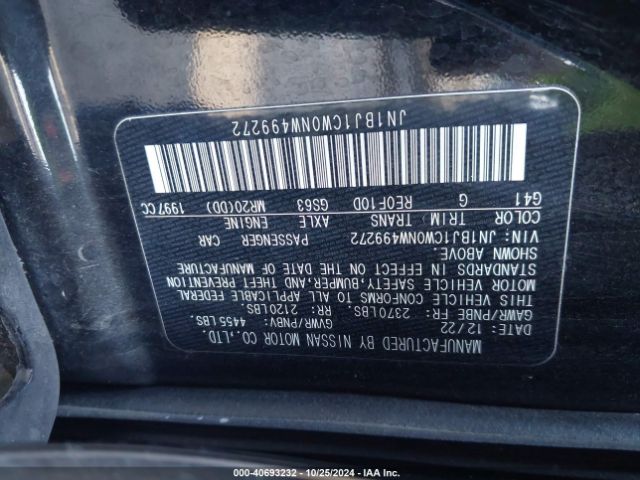 MANUFACTURED BY NISSAN MOTOR CO.,LTD.
DATE: 12/22 GVWR/PNBV: 4455 LBS.
GAWR/PNBE FR: 2370LBS. RR: 2120LBS.
THIS VEHICLE CONFORMS TO ALL APPLICABLE FEDERAL
MOTOR VEHICLE SAFETY,BUMPER,AND THEFT PREVENTION
STANDARDS IN EFFECT ON THE DATE OF MANUFACTURE
SHOWN ABOVE.
VIN: JN1BJ1CW0NW499272 PASSENGER CAR
COLOR TRIM TRANS AXLE ENGINE
G41 G RE0F10D GS63 MR20(DD) 1997CC
JN1BJ1CW0NW499272
000-40693232 - 10/25/2024 - IAA Inc.